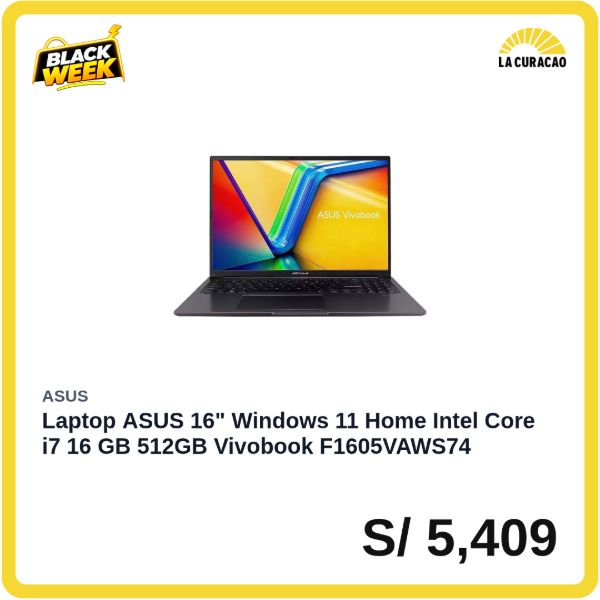 BLACK
WEEK
LA CURACAO
ASUS Vivobook
ASUS
Laptop ASUS 16" Windows 11 Home Intel Core
i7 16 GB 512GB Vivobook F1605VAWS74
S/ 5,409